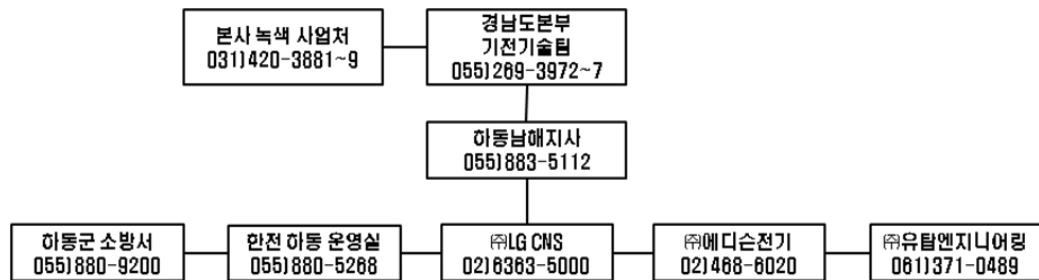 본사 녹색 사업처
031)420-3881~9
경남도본부
기전기술팀
055)269-3972~7
하동남해지사
055)883-5112
하동군 소방서
055)880-9200
한전 하동 운영실
055)880-5268
㈜LG CNS
02)6363-5000
㈜에디슨전기
02)468-6020
㈜유탑엔지니어링
061)371-0489